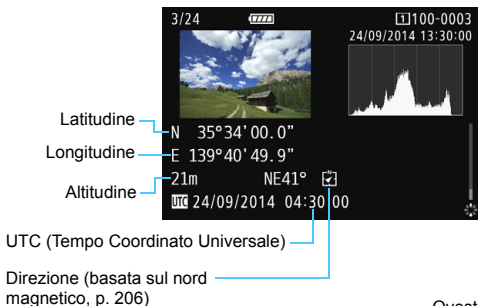 3/24
1 100-0003
24/09/2014 13:30:00
Latitudine
N 35°34'00.0"
Longitudine
E 139°40'49.9"
Altitudine
21m NE41°
UTC 24/09/2014 04:30:00
UTC (Tempo Coordinato Universale)
Direzione (basata sul nord
magnetico, p. 206)